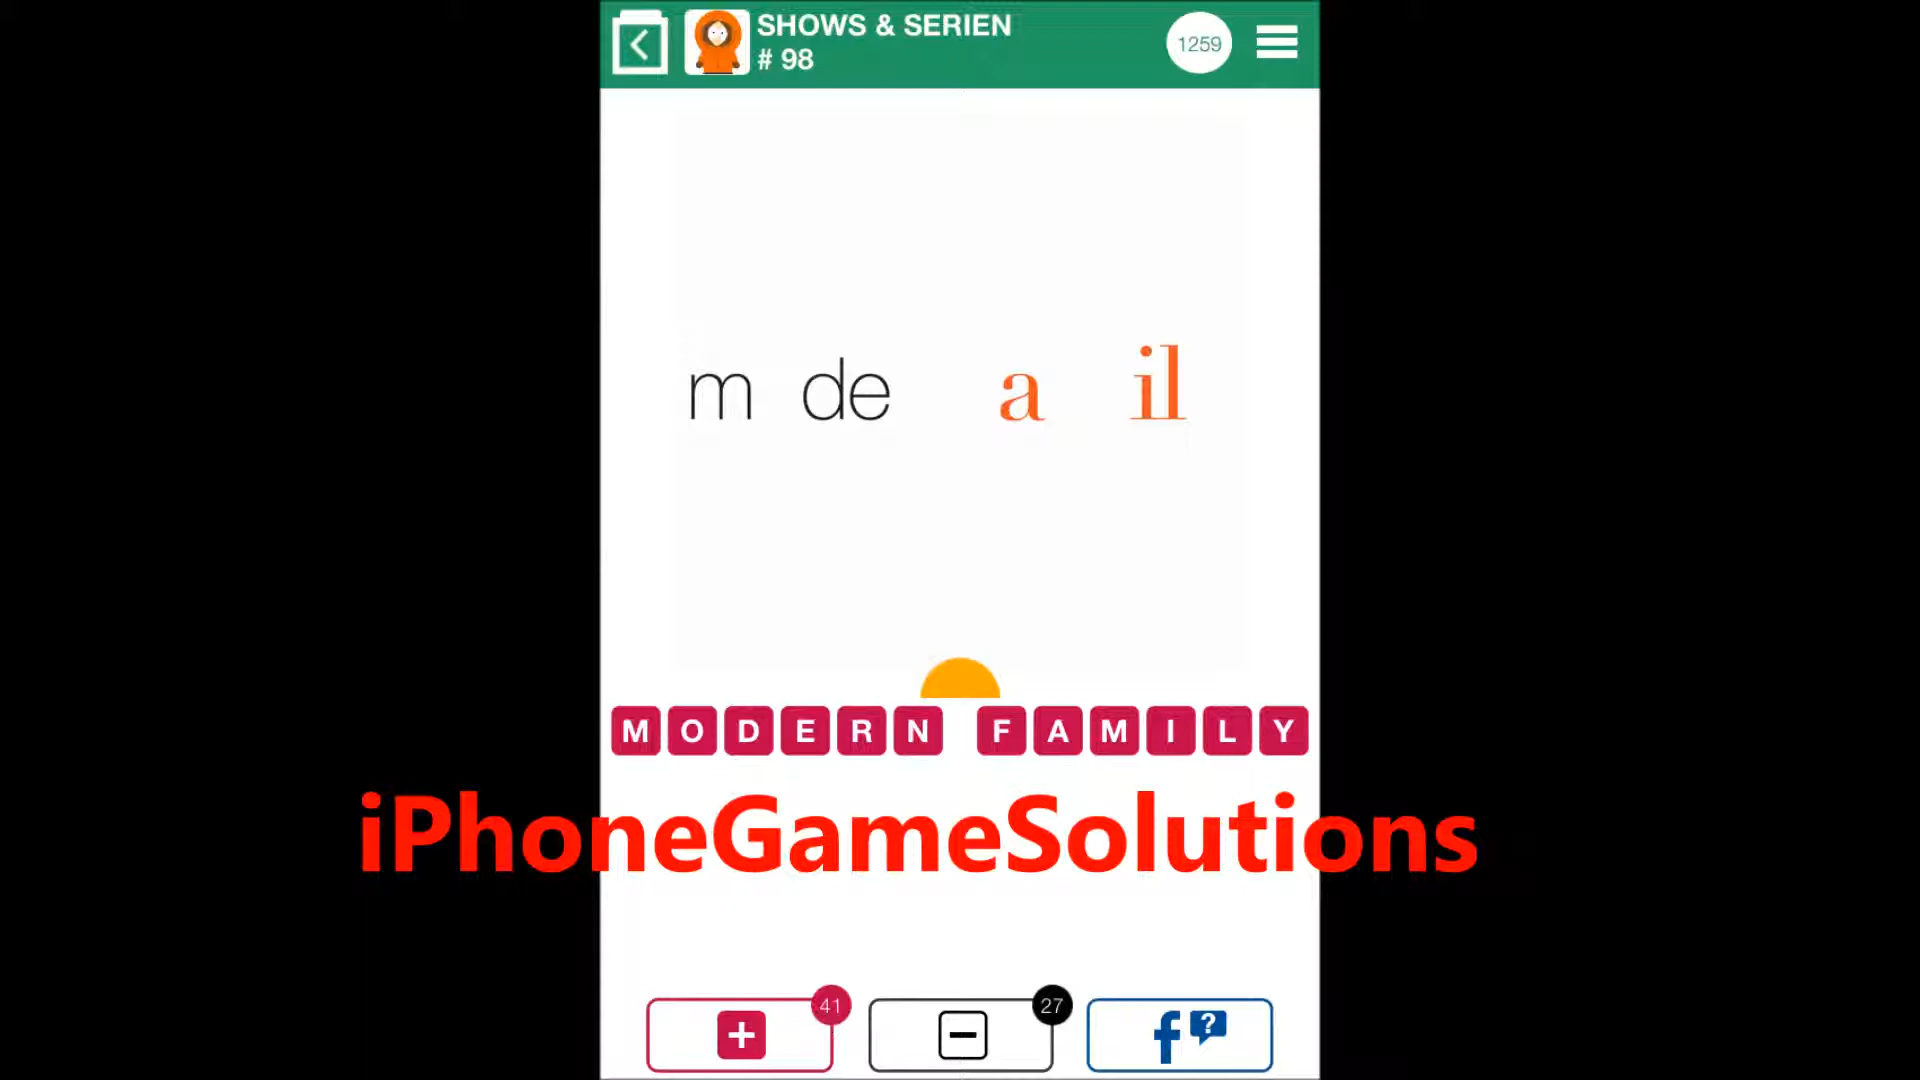 SHOWS & SERIEN
# 98
1259
m de a il
MODERN FAMILY
iPhoneGameSolutions
41
27
f ?